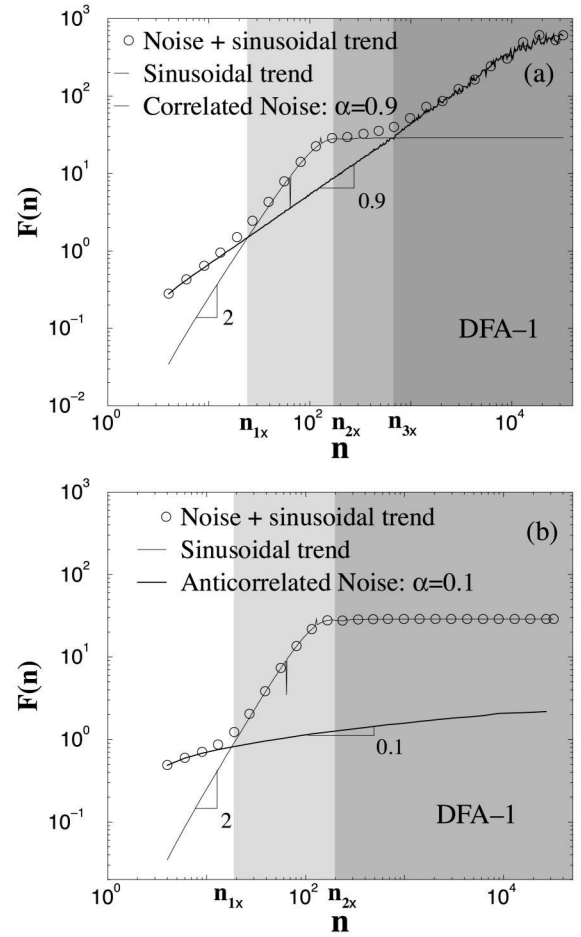 10^3
Noise + sinusoidal trend
(a)
Sinusoidal trend
10^2
Correlated Noise: α=0.9
10^1
F(n)
0.9
10^0
10^-1
2
DFA–1
10^-2
10^0 10^2 10^4
n1x n2x n3x
n
10^3
Noise + sinusoidal trend
(b)
Sinusoidal trend
10^2
Anticorrelated Noise: α=0.1
10^1
F(n)
10^0
0.1
10^-1
2
DFA–1
10^0 10^2 10^4
n1x n2x
n